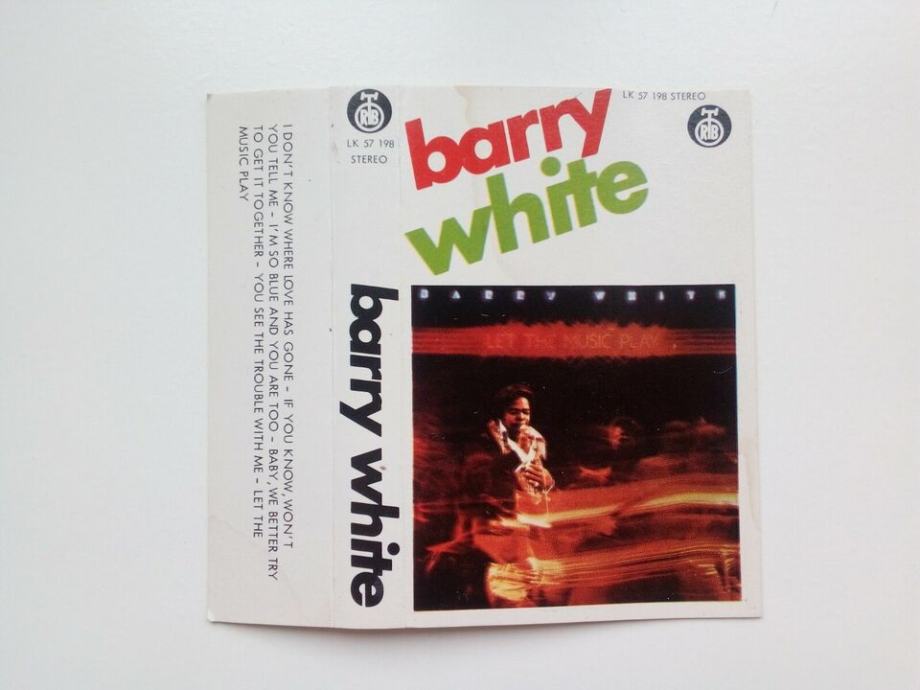 I DON'T KNOW WHERE LOVE HAS GONE - IF YOU KNOW, WON'T
YOU TELL ME - I'M SO BLUE AND YOU ARE TOO - BABY, WE BETTER TRY
TO GET IT TOGETHER - YOU SEE THE TROUBLE WITH ME - LET THE
MUSIC PLAY
RTB
LK 57 198
STEREO
barry white
LK 57 198 STEREO
RTB
barry
white
BARRY WHITE
LET THE MUSIC PLAY